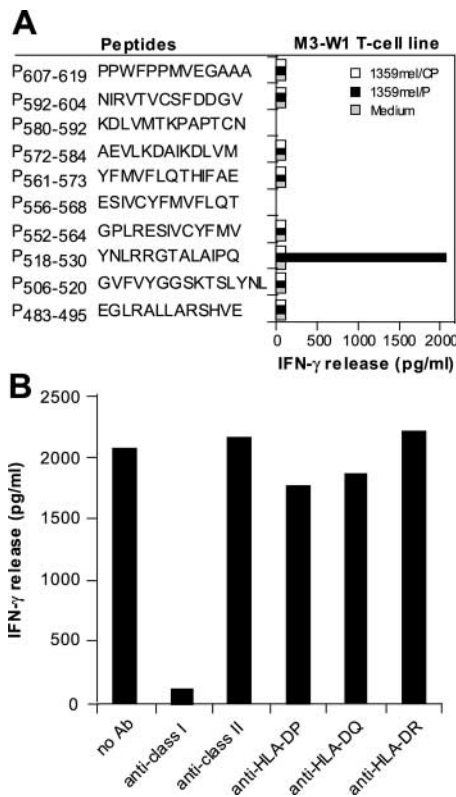 A
Peptides M3-W1 T-cell line
P607-619 PPWFPPMVEGAAA
P592-604 NIRVTVCSFDDGV
P580-592 KDLVMTKPAPTCN
P572-584 AEVLKDAIKDLVM
P561-573 YFMVFLQTHIFAE
P556-568 ESIVCYFMVFLQT
P552-564 GPLRESIVCYFMV
P518-530 YNLRRGTALAIPQ
P506-520 GVFVYGGSKTSLYNL
P483-495 EGLRALLARSHVE
1359mel/CP
1359mel/P
Medium
0 500 1000 1500 2000
IFN-γ release (pg/ml)
B
IFN-γ release (pg/ml)
2500
2000
1500
1000
500
0
no Ab
anti-class I
anti-class II
anti-HLA-DP
anti-HLA-DQ
anti-HLA-DR